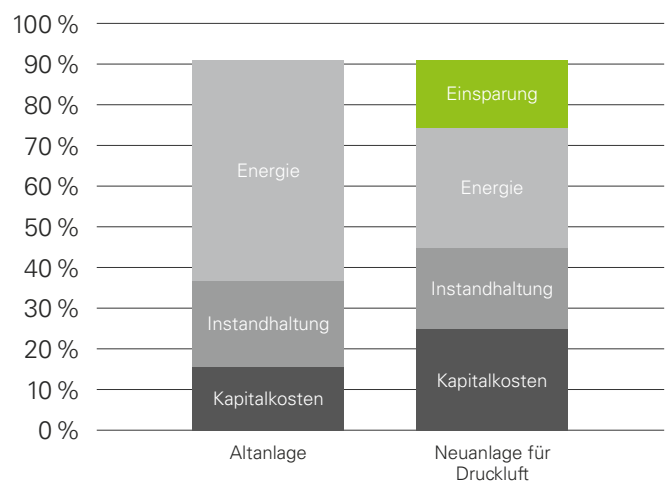 100 %
90 %
80 %
70 %
60 %
50 %
40 %
30 %
20 %
10 %
0 %
Energie
Instandhaltung
Kapitalkosten
Einsparung
Energie
Instandhaltung
Kapitalkosten
Altanlage
Neuanlage für
Druckluft